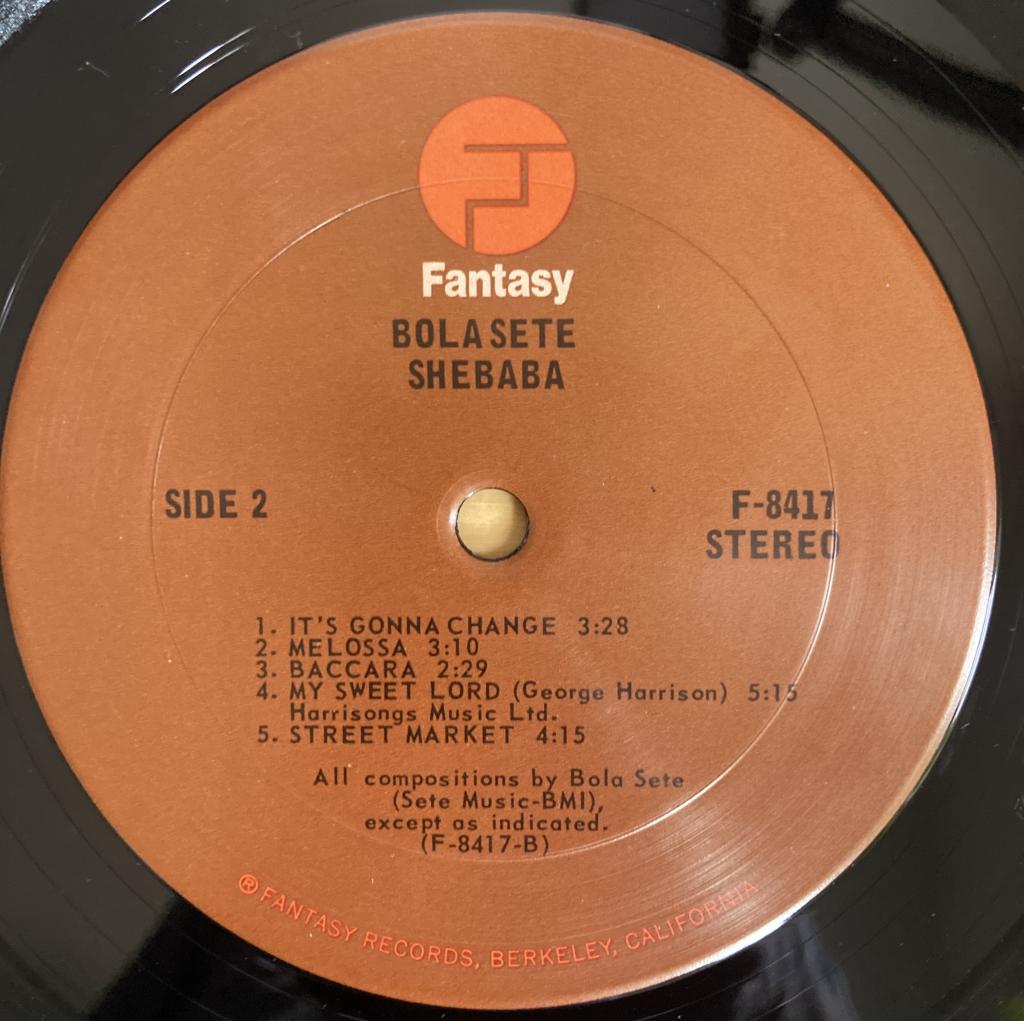 Fantasy
BOLA SETE
SHEBABA
SIDE 2
F-8417
STEREO
1. IT'S GONNA CHANGE 3:28
2. MELOSSA 3:10
3. BACCARA 2:29
4. MY SWEET LORD (George Harrison) 5:15
Harrisongs Music Ltd.
5. STREET MARKET 4:15
All compositions by Bola Sete
(Sete Music-BMI),
except as indicated.
(F-8417-B)
® FANTASY RECORDS, BERKELEY, CALIFORNIA